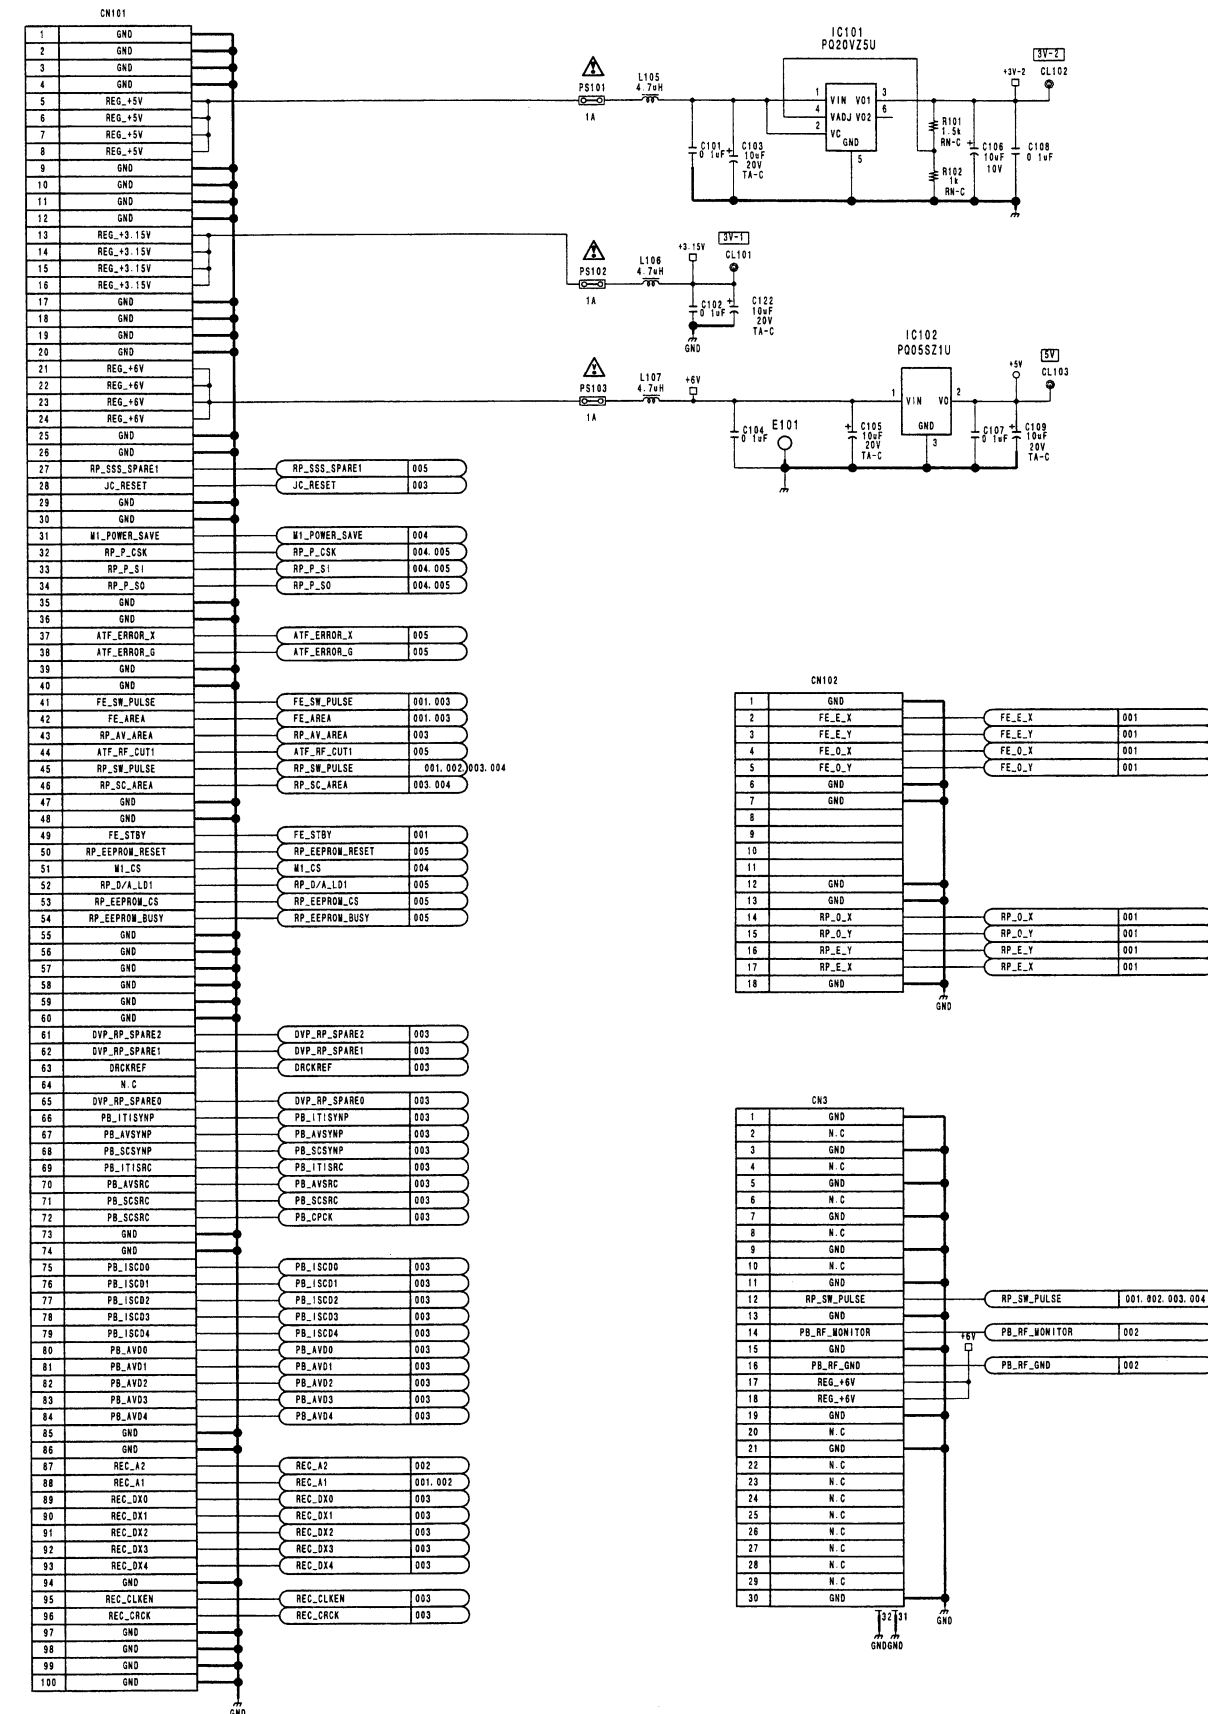 CN101
1 GND
2 GND
3 GND
4 GND
5 REG_+5V
6 REG_+5V
7 REG_+5V
8 REG_+5V
9 GND
10 GND
11 GND
12 GND
13 REG_+3.15V
14 REG_+3.15V
15 REG_+3.15V
16 REG_+3.15V
17 GND
18 GND
19 GND
20 GND
21 REG_+6V
22 REG_+6V
23 REG_+6V
24 REG_+6V
25 GND
26 GND
27 RP_SSS_SPARE1 RP_SSS_SPARE1 005
28 JC_RESET JC_RESET 003
29 GND
30 GND
31 M1_POWER_SAVE M1_POWER_SAVE 004
32 RP_P_CSK RP_P_CSK 004.005
33 RP_P_SI RP_P_SI 004.005
34 RP_P_SO RP_P_SO 004.005
35 GND
36 GND
37 ATF_ERROR_X ATF_ERROR_X 005
38 ATF_ERROR_G ATF_ERROR_G 005
39 GND
40 GND
41 FE_SW_PULSE FE_SW_PULSE 001.003
42 FE_AREA FE_AREA 001.003
43 RP_AV_AREA RP_AV_AREA 003
44 ATF_RF_CUT1 ATF_RF_CUT1 005
45 RP_SW_PULSE RP_SW_PULSE 001.002.003.004
46 RP_SC_AREA RP_SC_AREA 003.004
47 GND
48 GND
49 FE_STBY FE_STBY 001
50 RP_EEPROM_RESET RP_EEPROM_RESET 005
51 M1_CS M1_CS 004
52 RP_D/A_LD1 RP_D/A_LD1 005
53 RP_EEPROM_CS RP_EEPROM_CS 005
54 RP_EEPROM_BUSY RP_EEPROM_BUSY 005
55 GND
56 GND
57 GND
58 GND
59 GND
60 GND
61 DVP_RP_SPARE2 DVP_RP_SPARE2 003
62 DVP_RP_SPARE1 DVP_RP_SPARE1 003
63 DRCKREF DRCKREF 003
64 N.C
65 DVP_RP_SPARE0 DVP_RP_SPARE0 003
66 PB_ITISYNP PB_ITISYNP 003
67 PB_AVSYNP PB_AVSYNP 003
68 PB_SCSYNP PB_SCSYNP 003
69 PB_ITISRC PB_ITISRC 003
70 PB_AVSRC PB_AVSRC 003
71 PB_SCSRC PB_SCSRC 003
72 PB_SCSRC PB_CPCK 003
73 GND
74 GND
75 PB_ISCD0 PB_ISCD0 003
76 PB_ISCD1 PB_ISCD1 003
77 PB_ISCD2 PB_ISCD2 003
78 PB_ISCD3 PB_ISCD3 003
79 PB_ISCD4 PB_ISCD4 003
80 PB_AVD0 PB_AVD0 003
81 PB_AVD1 PB_AVD1 003
82 PB_AVD2 PB_AVD2 003
83 PB_AVD3 PB_AVD3 003
84 PB_AVD4 PB_AVD4 003
85 GND
86 GND
87 REC_A2 REC_A2 002
88 REC_A1 REC_A1 001.002
89 REC_DX0 REC_DX0 003
90 REC_DX1 REC_DX1 003
91 REC_DX2 REC_DX2 003
92 REC_DX3 REC_DX3 003
93 REC_DX4 REC_DX4 003
94 GND
95 REC_CLKEN REC_CLKEN 003
96 REC_CRCK REC_CRCK 003
97 GND
98 GND
99 GND
100 GND
GND
PS101
1A
L105
4.7uH
IC101
PQ20VZ5U
1 VIN VO1 3
4 VADJ VO2 6
2 VC
GND
5
C101
0.1uF
+ C103
10uF
20V
TA-C
R101
1.5k
RN-C
R102
1k
RN-C
+ C106
10uF
10V
C108
0.1uF
+3V-2
3V-2
CL102
PS102
1A
L106
4.7uH
+3.15V
3V-1
CL101
C102
0.1uF
+ C122
10uF
20V
TA-C
GND
PS103
1A
L107
4.7uH
+6V
C104
0.1uF
E101
+ C105
10uF
20V
TA-C
IC102
PQ05SZ1U
1 VIN VO 2
GND
3
C107
0.1uF
+ C109
10uF
20V
TA-C
+5V
5V
CL103
CN102
1 GND
2 FE_E_X FE_E_X 001
3 FE_E_Y FE_E_Y 001
4 FE_O_X FE_O_X 001
5 FE_O_Y FE_O_Y 001
6 GND
7 GND
8
9
10
11
12 GND
13 GND
14 RP_O_X RP_O_X 001
15 RP_O_Y RP_O_Y 001
16 RP_E_Y RP_E_Y 001
17 RP_E_X RP_E_X 001
18 GND
GND
CN3
1 GND
2 N.C
3 GND
4 N.C
5 GND
6 N.C
7 GND
8 N.C
9 GND
10 N.C
11 GND
12 RP_SW_PULSE RP_SW_PULSE 001.002.003.004
13 GND
14 PB_RF_MONITOR PB_RF_MONITOR 002
+6V
15 GND
16 PB_RF_GND PB_RF_GND 002
17 REG_+6V
18 REG_+6V
19 GND
20 N.C
21 GND
22 N.C
23 N.C
24 N.C
25 N.C
26 N.C
27 N.C
28 N.C
29 N.C
30 GND
32 31
GND GND
GND